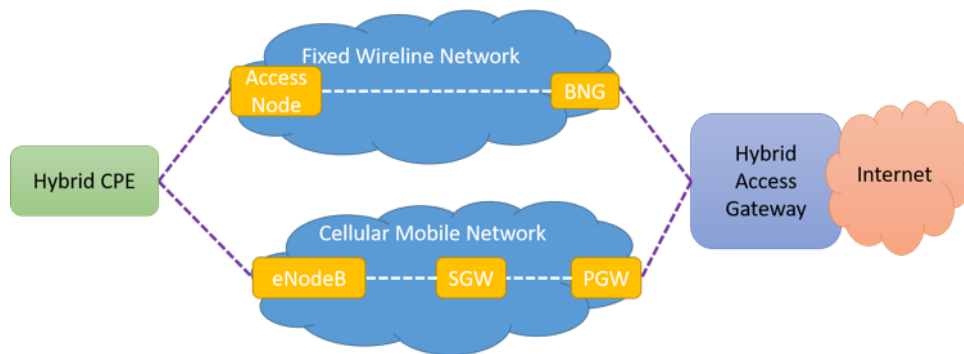 Fixed Wireline Network
Access
Node
BNG
Hybrid CPE
Hybrid
Access
Gateway
Internet
Cellular Mobile Network
eNodeB
SGW
PGW